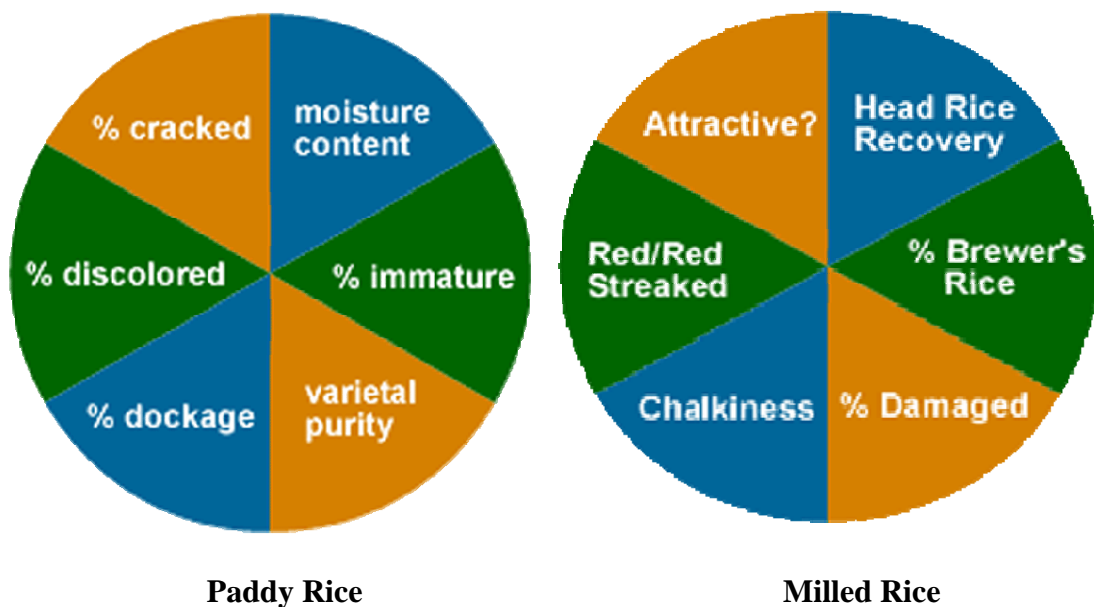 % cracked
moisture
content
% discolored
% immature
% dockage
varietal
purity
Paddy Rice
Attractive?
Head Rice
Recovery
Red/Red
Streaked
% Brewer's
Rice
Chalkiness
% Damaged
Milled Rice